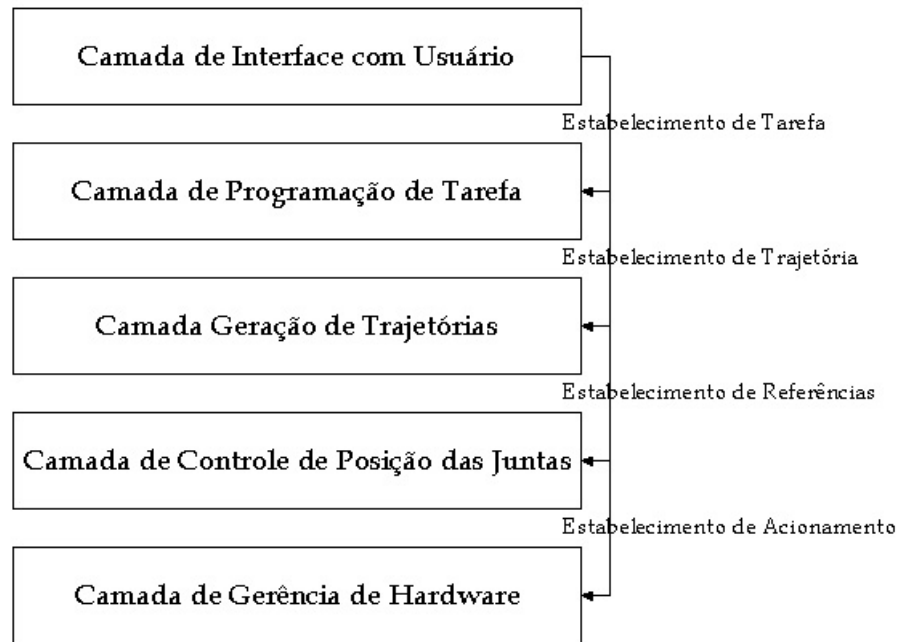 Camada de Interface com Usuário
Estabelecimento de Tarefa
Camada de Programação de Tarefa
Estabelecimento de Trajetória
Camada Geração de Trajetórias
Estabelecimento de Referências
Camada de Controle de Posição das Juntas
Estabelecimento de Acionamento
Camada de Gerência de Hardware